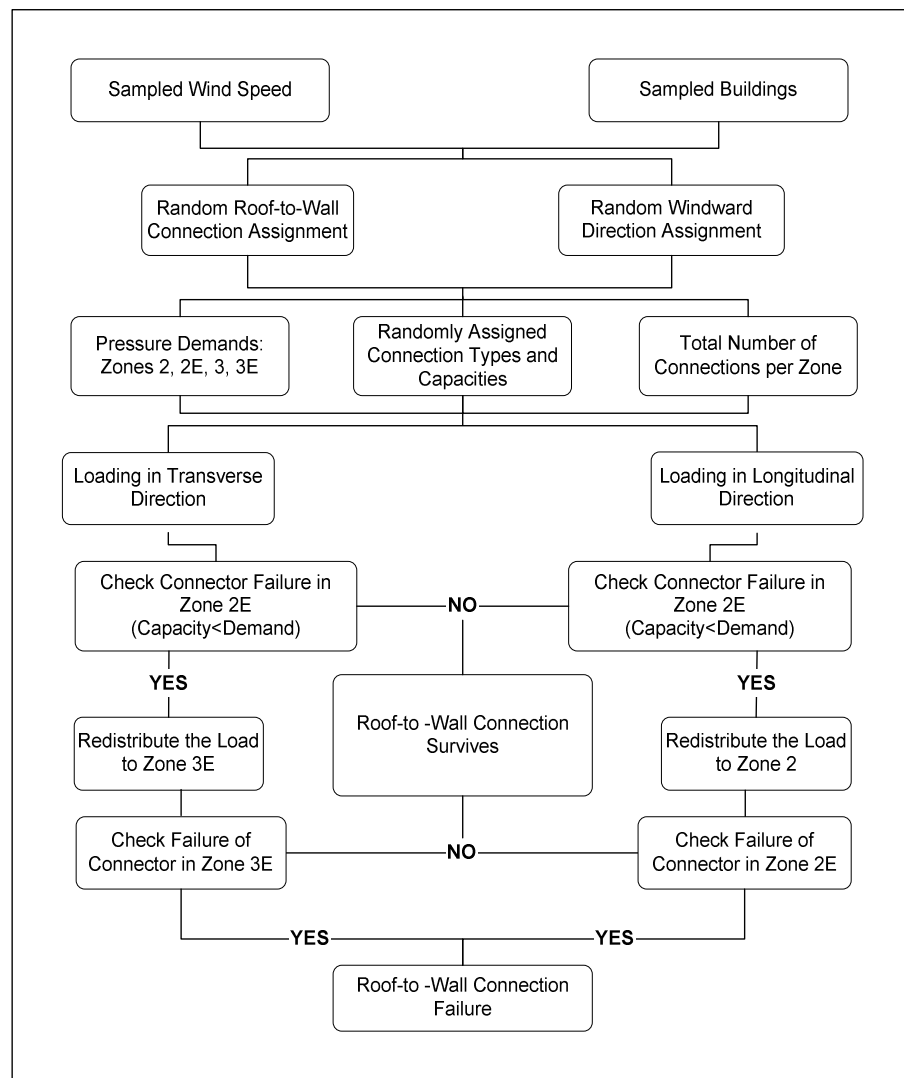 Sampled Wind Speed
Sampled Buildings
Random Roof-to-Wall
Connection Assignment
Random Windward
Direction Assignment
Pressure Demands:
Zones 2, 2E, 3, 3E
Randomly Assigned
Connection Types and
Capacities
Total Number of
Connections per Zone
Loading in Transverse
Direction
Loading in Longitudinal
Direction
Check Connector Failure in
Zone 2E
(Capacity<Demand)
NO
Check Connector Failure in
Zone 2E
(Capacity<Demand)
YES
YES
Redistribute the Load
to Zone 3E
Roof-to -Wall Connection
Survives
Redistribute the Load
to Zone 2
Check Failure of
Connector in Zone 3E
NO
Check Failure of
Connector in Zone 2E
YES
YES
Roof-to -Wall Connection
Failure